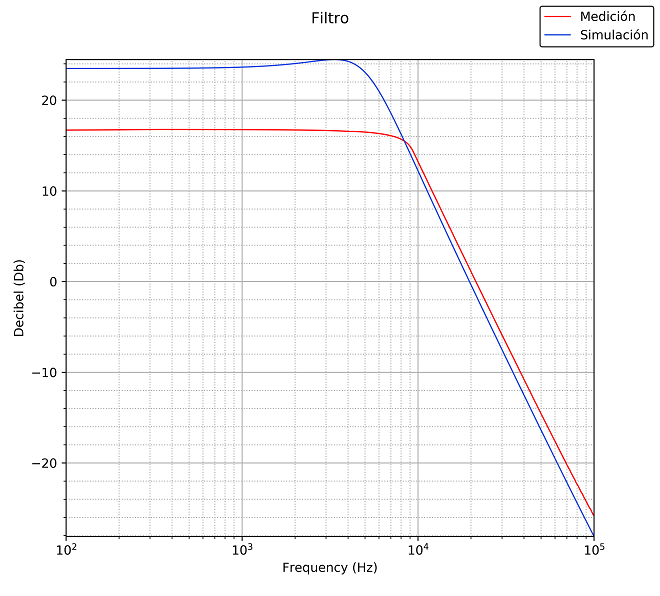 Filtro
Medición
Simulación
Decibel (Db)
20
10
0
−10
−20
10²
10³
10⁴
10⁵
Frequency (Hz)